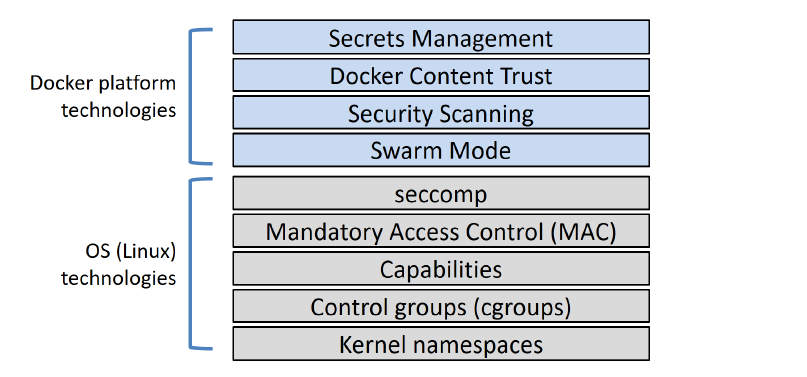 Docker platform
technologies
Secrets Management
Docker Content Trust
Security Scanning
Swarm Mode
OS (Linux)
technologies
seccomp
Mandatory Access Control (MAC)
Capabilities
Control groups (cgroups)
Kernel namespaces